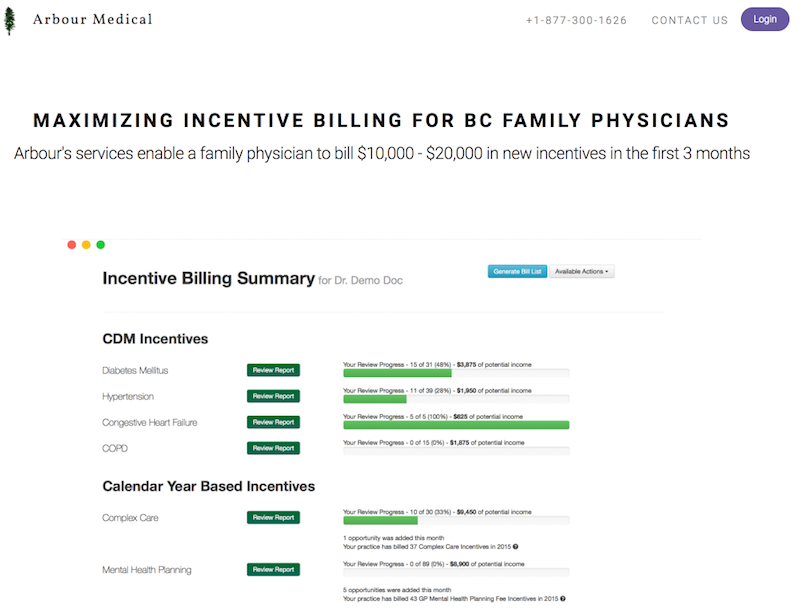 Arbour Medical
+1-877-300-1626 CONTACT US Login
MAXIMIZING INCENTIVE BILLING FOR BC FAMILY PHYSICIANS
Arbour's services enable a family physician to bill $10,000 - $20,000 in new incentives in the first 3 months
Incentive Billing Summary for Dr. Demo Doc
Generate Bill List Available Actions
CDM Incentives
Diabetes Mellitus Review Report Your Review Progress - 15 of 31 (48%) - $3,875 of potential income
Hypertension Review Report Your Review Progress - 11 of 39 (28%) - $1,950 of potential income
Congestive Heart Failure Review Report Your Review Progress - 5 of 5 (100%) - $625 of potential income
COPD Review Report Your Review Progress - 0 of 15 (0%) - $1,875 of potential income
Calendar Year Based Incentives
Complex Care Review Report Your Review Progress - 10 of 30 (33%) - $9,450 of potential income
1 opportunity was added this month
Your practice has billed 37 Complex Care Incentives in 2015
Mental Health Planning Review Report Your Review Progress - 0 of 89 (0%) - $8,900 of potential income
5 opportunities were added this month
Your practice has billed 43 GP Mental Health Planning Fee Incentives in 2015